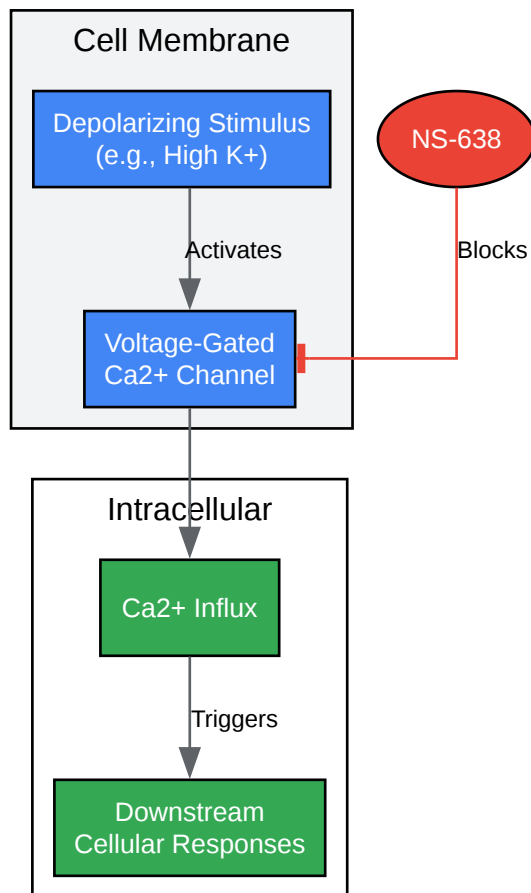 Cell Membrane
Depolarizing Stimulus
(e.g., High K+)
NS-638
Activates
Blocks
Voltage-Gated
Ca2+ Channel
Intracellular
Ca2+ Influx
Triggers
Downstream
Cellular Responses